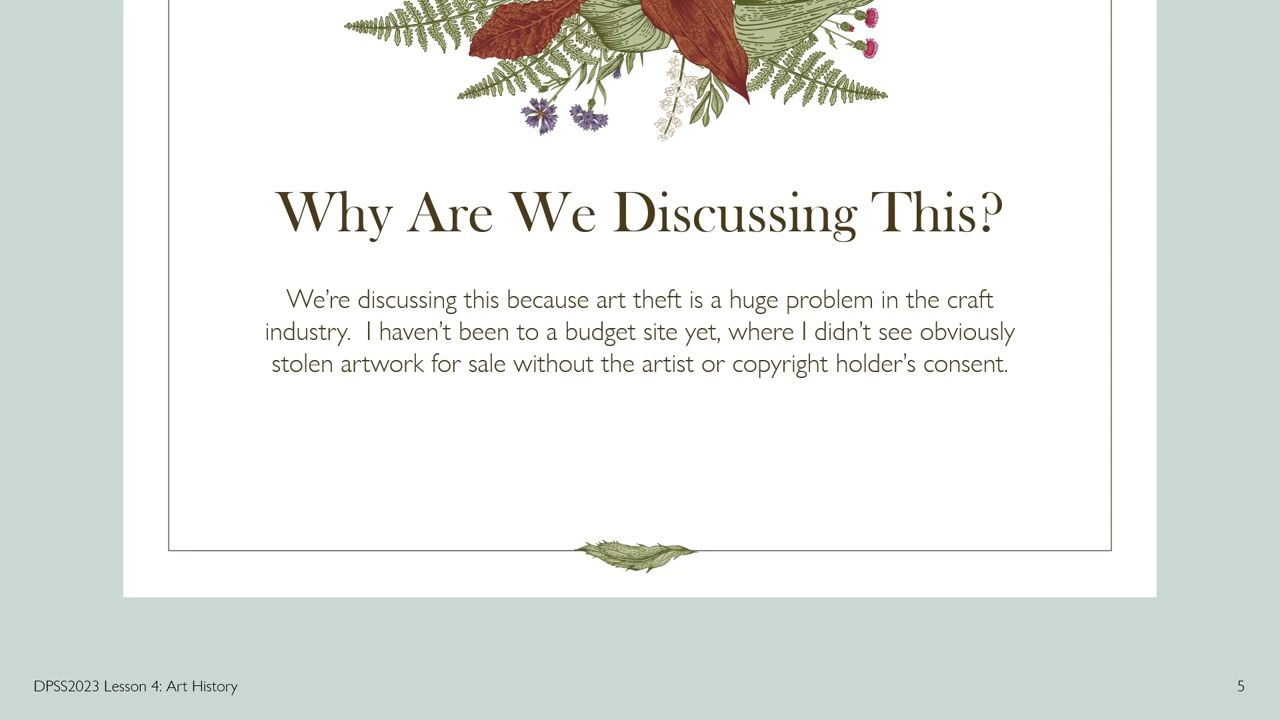 Why Are We Discussing This?
We’re discussing this because art theft is a huge problem in the craft
industry.  I haven’t been to a budget site yet, where I didn’t see obviously
stolen artwork for sale without the artist or copyright holder’s consent.
DPSS2023 Lesson 4: Art History
5